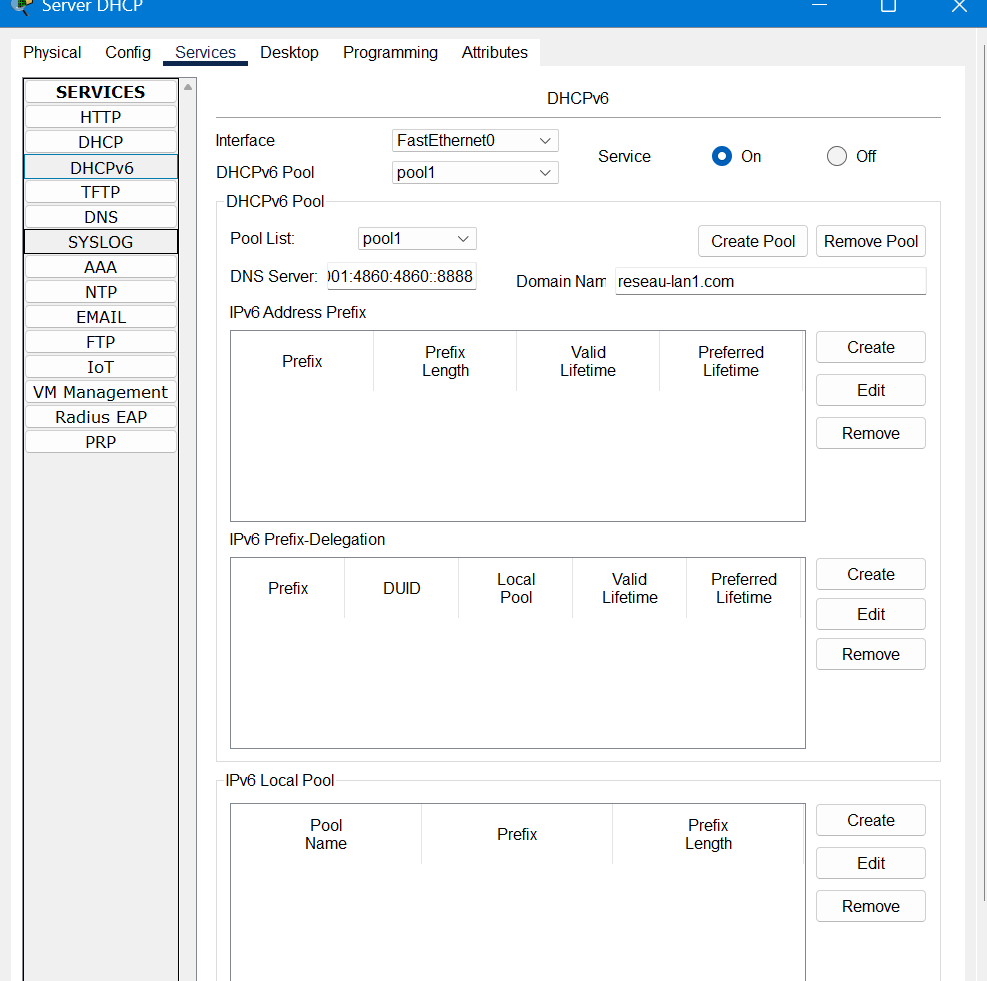 Server DHCP
Physical Config Services Desktop Programming Attributes
SERVICES
HTTP
DHCP
DHCPv6
TFTP
DNS
SYSLOG
AAA
NTP
EMAIL
FTP
IoT
VM Management
Radius EAP
PRP
DHCPv6
Interface FastEthernet0
Service On Off
DHCPv6 Pool pool1
DHCPv6 Pool
Pool List: pool1 Create Pool Remove Pool
DNS Server: 001:4860:4860::8888 Domain Nam reseau-lan1.com
IPv6 Address Prefix
Prefix Prefix Length Valid Lifetime Preferred Lifetime
Create
Edit
Remove
IPv6 Prefix-Delegation
Prefix DUID Local Pool Valid Lifetime Preferred Lifetime
Create
Edit
Remove
IPv6 Local Pool
Pool Name Prefix Prefix Length
Create
Edit
Remove